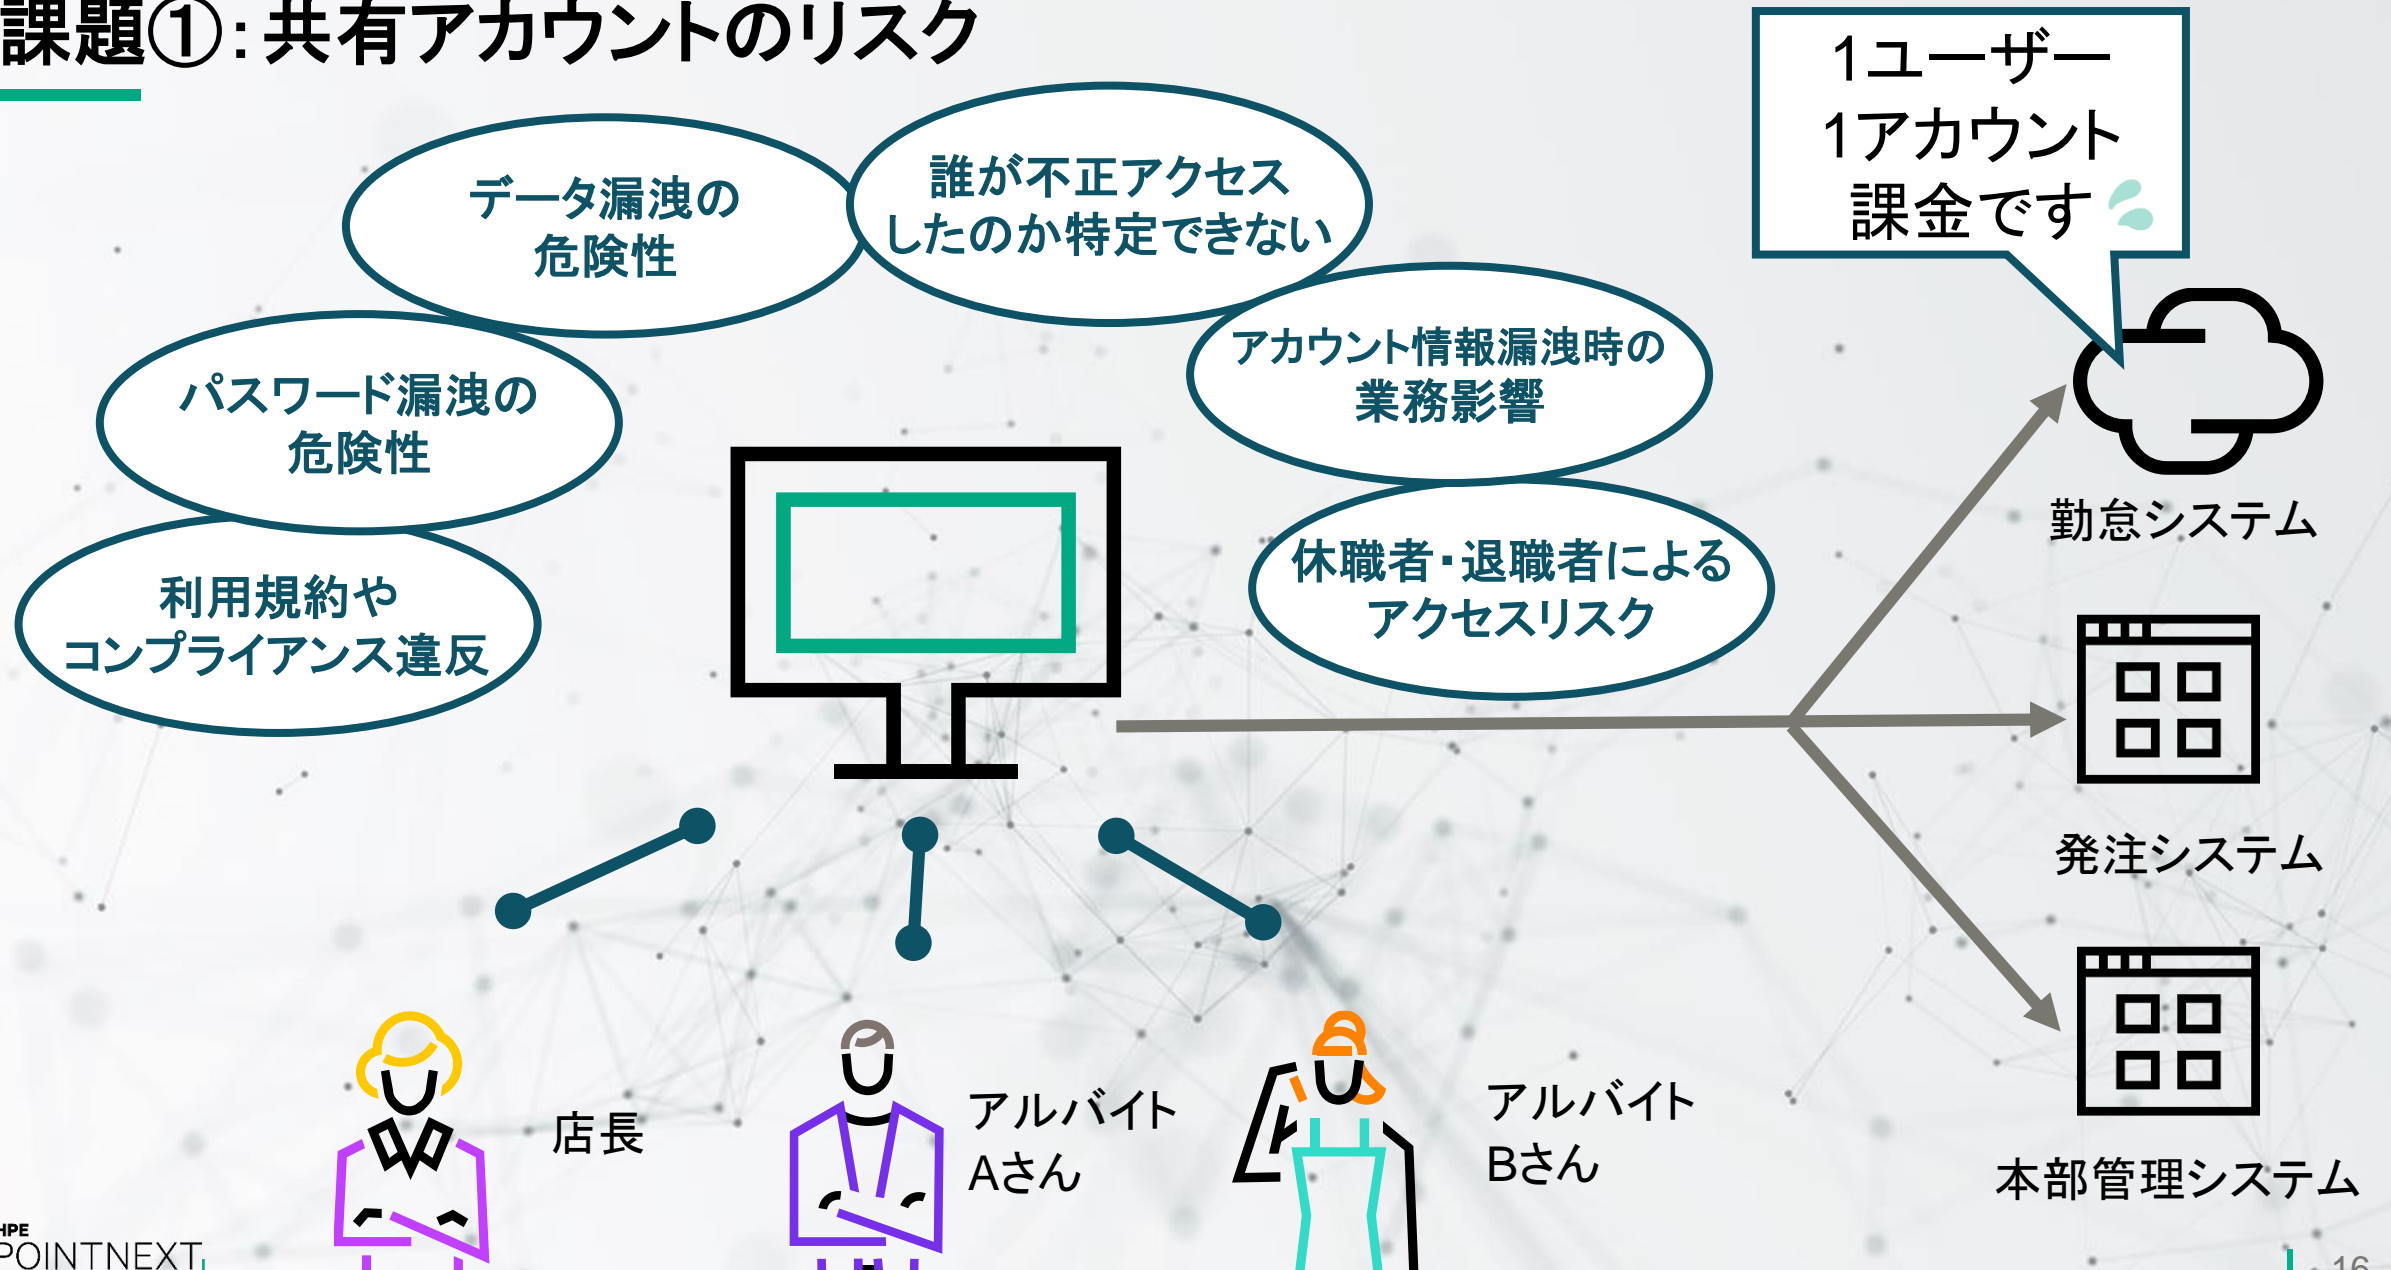 課題①：共有アカウントのリスク
1ユーザー
1アカウント
課金です
データ漏洩の
危険性
誰が不正アクセス
したのか特定できない
パスワード漏洩の
危険性
アカウント情報漏洩時の
業務影響
利用規約や
コンプライアンス違反
休職者・退職者による
アクセスリスク
勤怠システム
発注システム
本部管理システム
店長
アルバイト
Aさん
アルバイト
Bさん
HPE
POINTNEXT
16